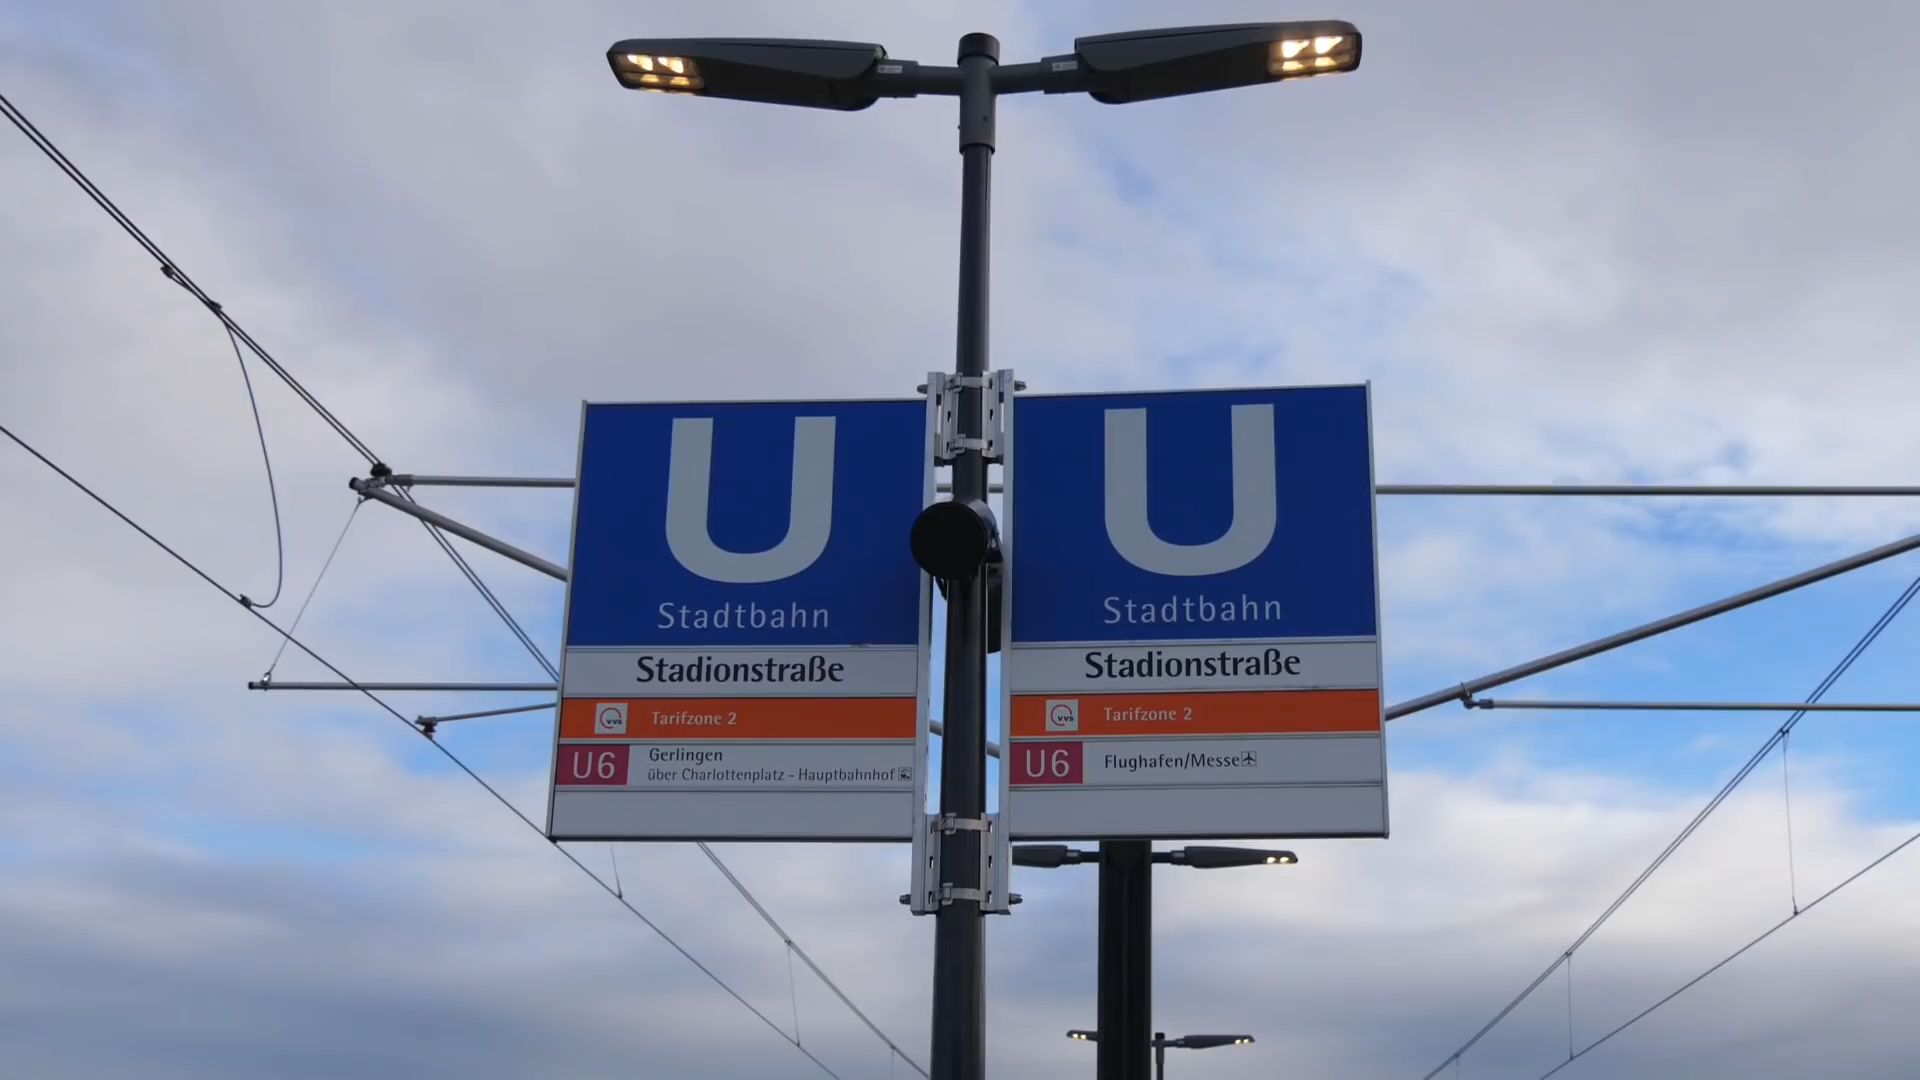 U
Stadtbahn
Stadionstraße
VVS
Tarifzone 2
U6
Gerlingen
über Charlottenplatz - Hauptbahnhof
U
Stadtbahn
Stadionstraße
VVS
Tarifzone 2
U6
Flughafen/Messe